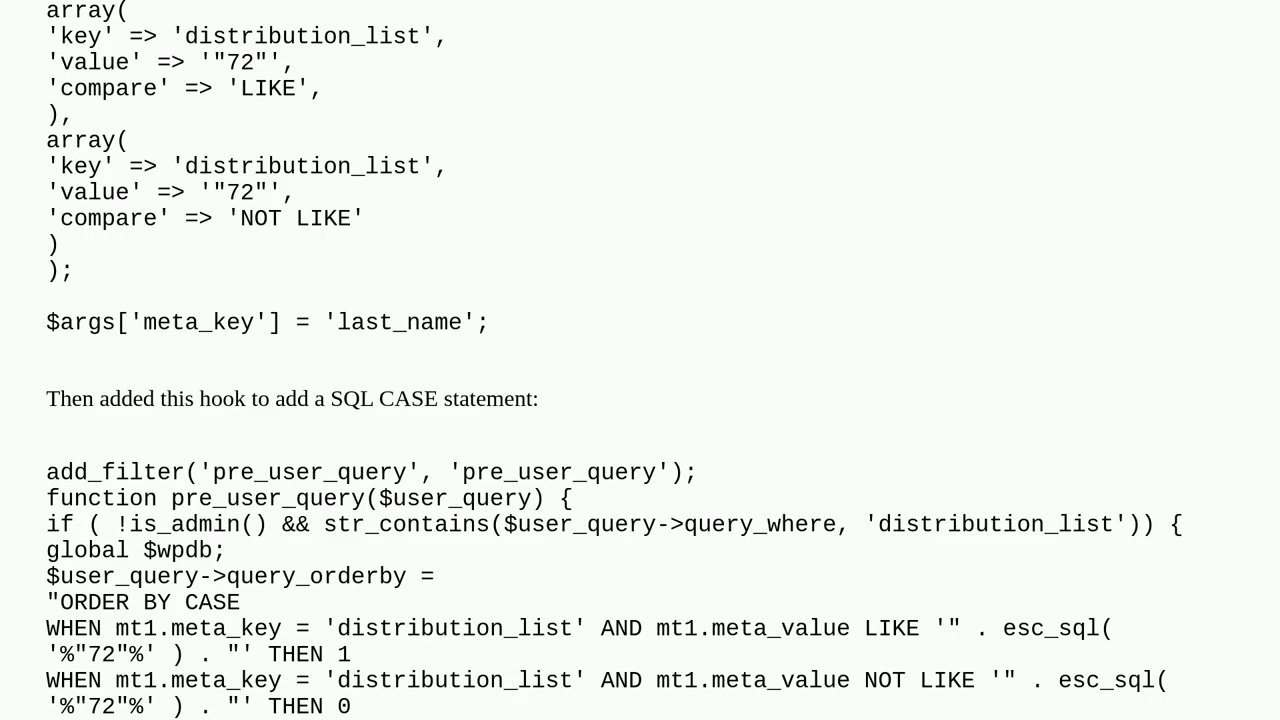 array(
'key' => 'distribution_list',
'value' => '"72"',
'compare' => 'LIKE',
),
array(
'key' => 'distribution_list',
'value' => '"72"',
'compare' => 'NOT LIKE'
)
);
$args['meta_key'] = 'last_name';
Then added this hook to add a SQL CASE statement:
add_filter('pre_user_query', 'pre_user_query');
function pre_user_query($user_query) {
if ( !is_admin() && str_contains($user_query->query_where, 'distribution_list')) {
global $wpdb;
$user_query->query_orderby =
"ORDER BY CASE
WHEN mt1.meta_key = 'distribution_list' AND mt1.meta_value LIKE '" . esc_sql(
'%"72"%' ) . "' THEN 1
WHEN mt1.meta_key = 'distribution_list' AND mt1.meta_value NOT LIKE '" . esc_sql(
'%"72"%' ) . "' THEN 0